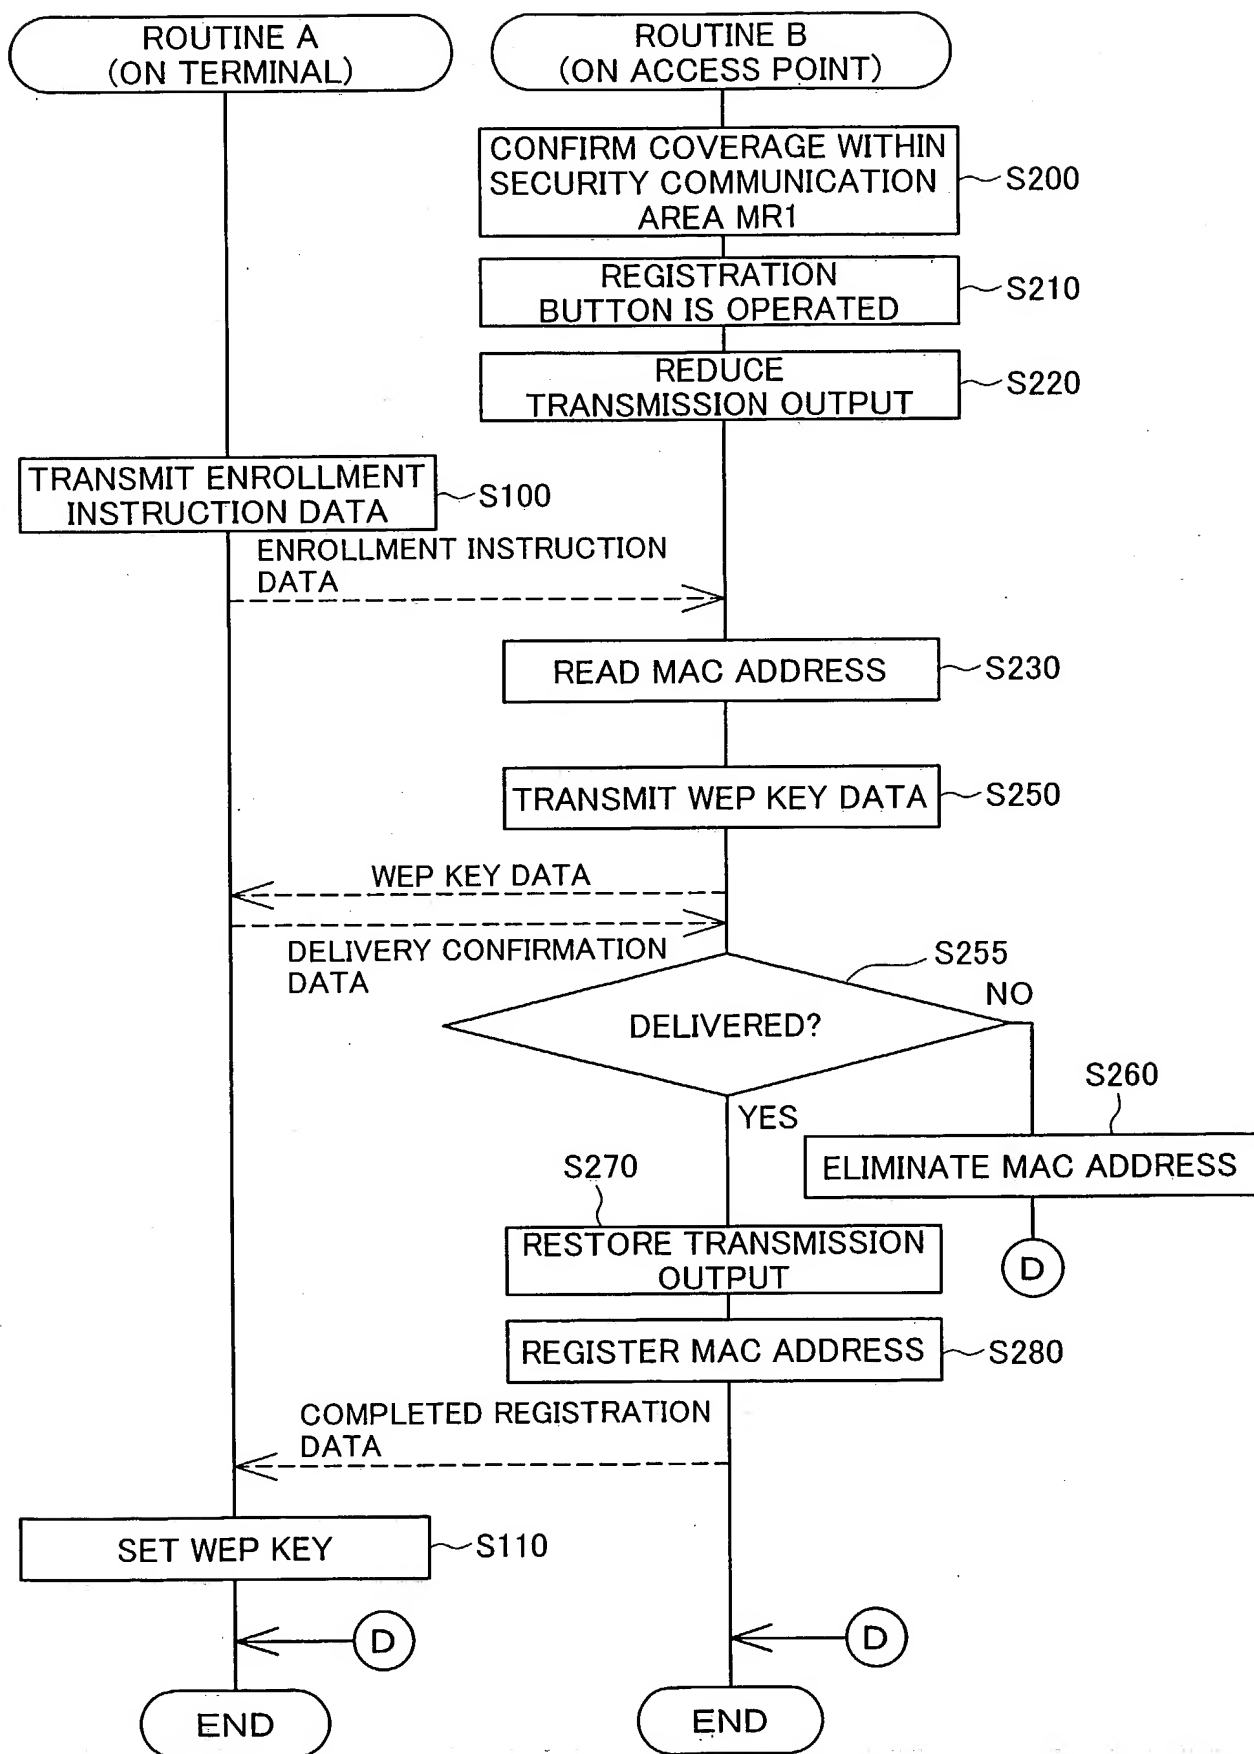 ROUTINE A
(ON TERMINAL)
ROUTINE B
(ON ACCESS POINT)
CONFIRM COVERAGE WITHIN
SECURITY COMMUNICATION
AREA MR1
S200
REGISTRATION
BUTTON IS OPERATED
S210
REDUCE
TRANSMISSION OUTPUT
S220
TRANSMIT ENROLLMENT
INSTRUCTION DATA
S100
ENROLLMENT INSTRUCTION
DATA
READ MAC ADDRESS
S230
TRANSMIT WEP KEY DATA
S250
WEP KEY DATA
DELIVERY CONFIRMATION
DATA
S255
DELIVERED?
NO
YES
S260
ELIMINATE MAC ADDRESS
D
S270
RESTORE TRANSMISSION
OUTPUT
REGISTER MAC ADDRESS
S280
COMPLETED REGISTRATION
DATA
SET WEP KEY
S110
D
D
END
END